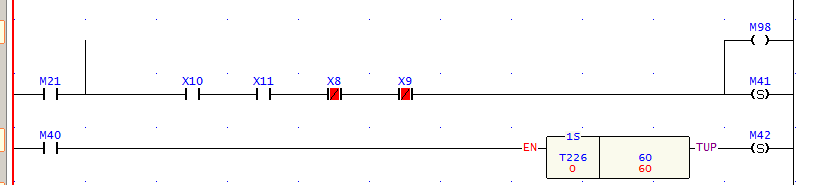 M98
M21 X10 X11 X8 X9 M41
(S)
M40 1S M42
EN T226 60 TUP (S)
0 60